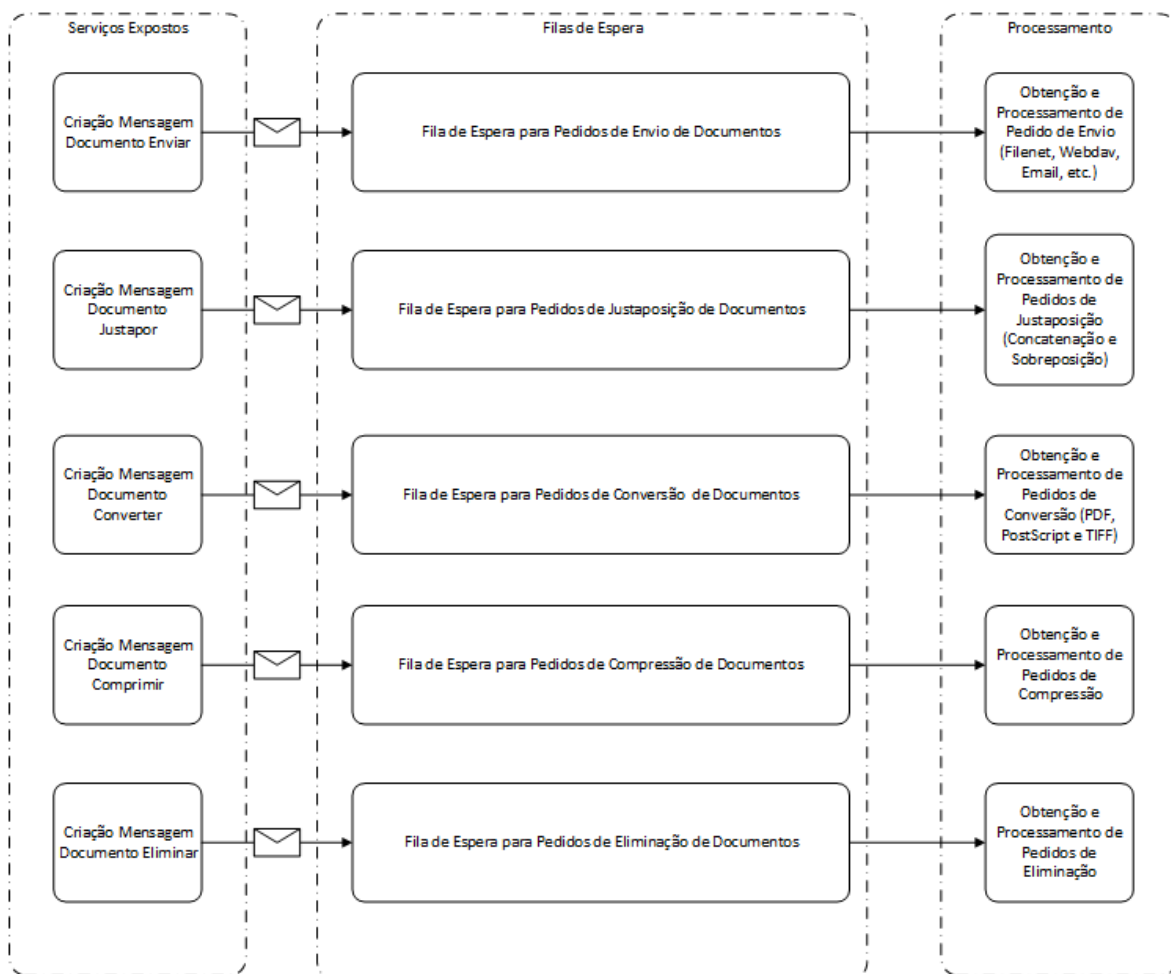 Serviços Expostos
Filas de Espera
Processamento
Criação Mensagem
Documento Enviar
Fila de Espera para Pedidos de Envio de Documentos
Obtenção e
Processamento de
Pedido de Envio
(Filenet, Webdav,
Email, etc.)
Criação Mensagem
Documento
Justapor
Fila de Espera para Pedidos de Justaposição de Documentos
Obtenção e
Processamento de
Pedidos de
Justaposição
(Concatenação e
Sobreposição)
Criação Mensagem
Documento
Converter
Fila de Espera para Pedidos de Conversão de Documentos
Obtenção e
Processamento de
Pedidos de
Conversão (PDF,
PostScript e TIFF)
Criação Mensagem
Documento
Comprimir
Fila de Espera para Pedidos de Compressão de Documentos
Obtenção e
Processamento de
Pedidos de
Compressão
Criação Mensagem
Documento Eliminar
Fila de Espera para Pedidos de Eliminação de Documentos
Obtenção e
Processamento de
Pedidos de
Eliminação